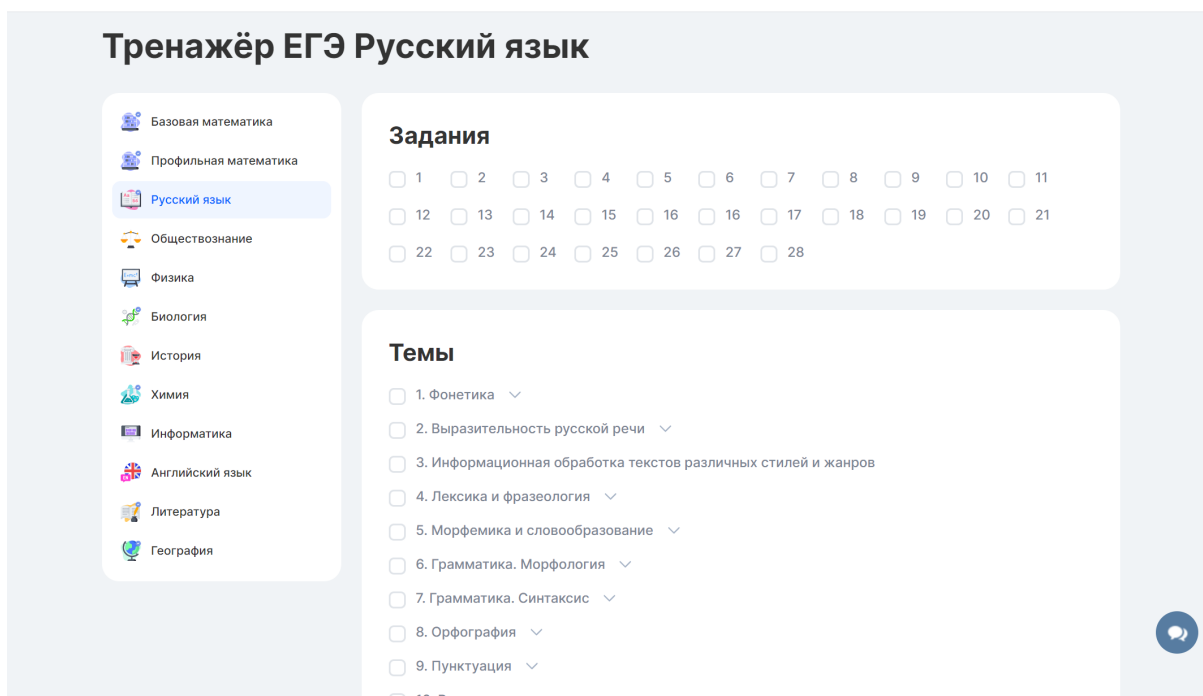 Тренажёр ЕГЭ Русский язык
Базовая математика
Профильная математика
Русский язык
Обществознание
Физика
Биология
История
Химия
Информатика
Английский язык
Литература
География
Задания
1 2 3 4 5 6 7 8 9 10 11
12 13 14 15 16 16 17 18 19 20 21
22 23 24 25 26 27 28
Темы
1. Фонетика
2. Выразительность русской речи
3. Информационная обработка текстов различных стилей и жанров
4. Лексика и фразеология
5. Морфемика и словообразование
6. Грамматика. Морфология
7. Грамматика. Синтаксис
8. Орфография
9. Пунктуация